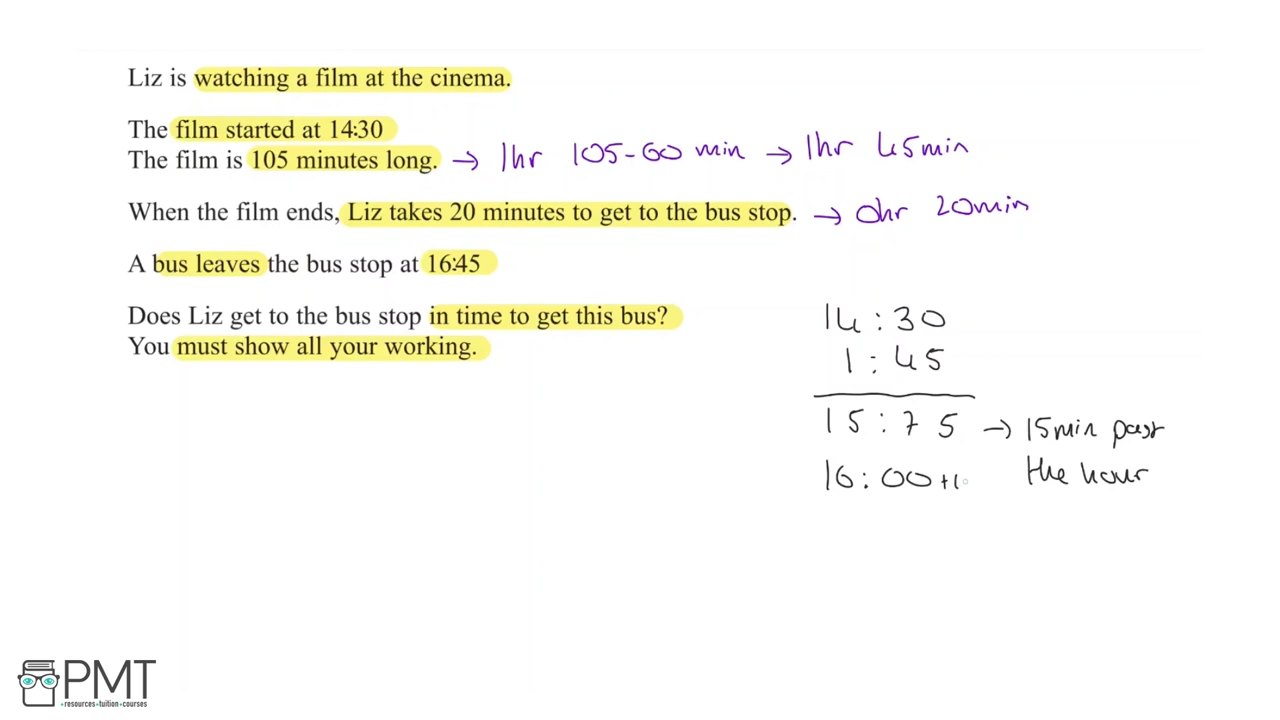 Liz is watching a film at the cinema.
The film started at 14:30
The film is 105 minutes long. → 1hr 105-60 min → 1hr 45min
When the film ends, Liz takes 20 minutes to get to the bus stop. → 0hr 20min
A bus leaves the bus stop at 16:45
Does Liz get to the bus stop in time to get this bus?
You must show all your working.
14:30
1:45
15:75 → 15min past
16:00+1 the hour
PMT
•resources•tuition•courses